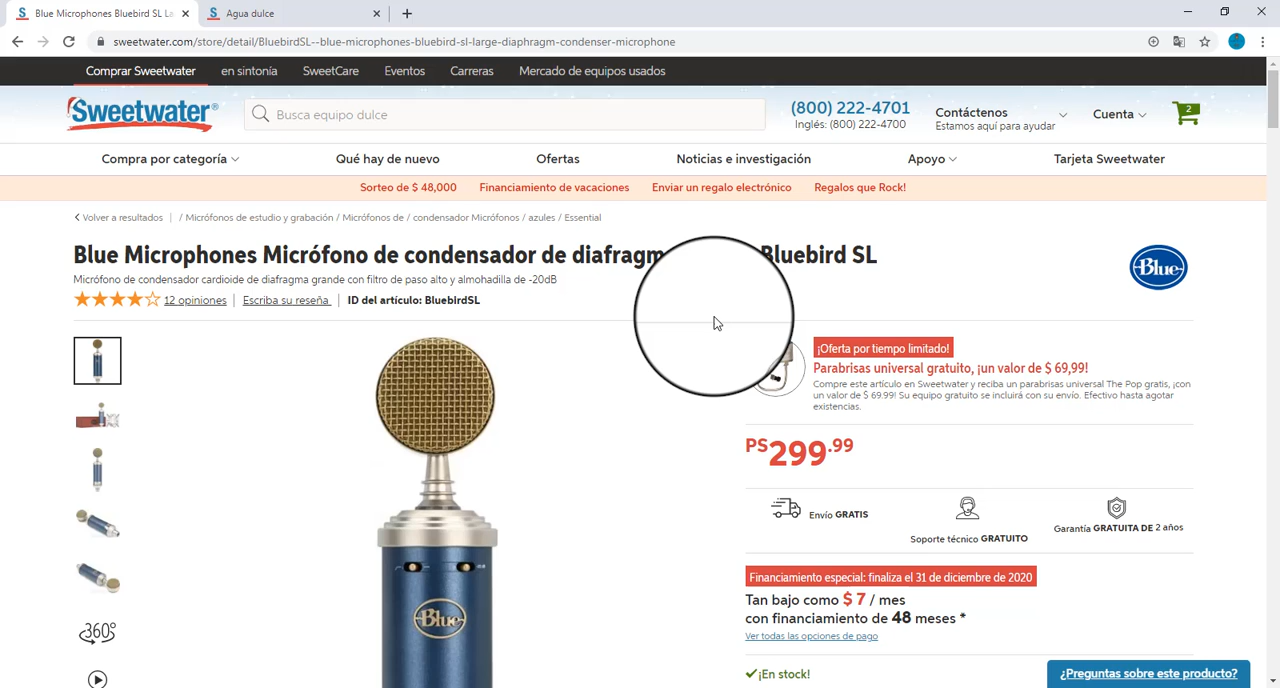 Blue Microphones Bluebird SL La
Agua dulce
sweetwater.com/store/detail/BluebirdSL--blue-microphones-bluebird-sl-large-diaphragm-condenser-microphone
Comprar Sweetwater en sintonía SweetCare Eventos Carreras Mercado de equipos usados
Sweetwater®
Busca equipo dulce
(800) 222-4701
Inglés: (800) 222-4700
Contáctenos
Estamos aquí para ayudar
Cuenta
2
Compra por categoría Qué hay de nuevo Ofertas Noticias e investigación Apoyo Tarjeta Sweetwater
Sorteo de $ 48,000 Financiamiento de vacaciones Enviar un regalo electrónico Regalos que Rock!
Volver a resultados / Micrófonos de estudio y grabación / Micrófonos de / condensador Micrófonos / azules / Essential
Blue Microphones Micrófono de condensador de diafragm Bluebird SL
Micrófono de condensador cardioide de diafragma grande con filtro de paso alto y almohadilla de -20dB
12 opiniones | Escriba su reseña. | ID del artículo: BluebirdSL
Blue
¡Oferta por tiempo limitado!
Parabrisas universal gratuito, ¡un valor de $ 69,99!
Compre este artículo en Sweetwater y reciba un parabrisas universal The Pop gratis, ¡con
un valor de $ 69.99! Su equipo gratuito se incluirá con su envío. Efectivo hasta agotar
existencias.
PS299.99
Envío GRATIS
Soporte técnico GRATUITO
Garantía GRATUITA DE 2 años
Financiamiento especial: finaliza el 31 de diciembre de 2020
Tan bajo como $ 7 / mes
con financiamiento de 48 meses *
Ver todas las opciones de pago
¡En stock!
¿Preguntas sobre este producto?
360°
Blue